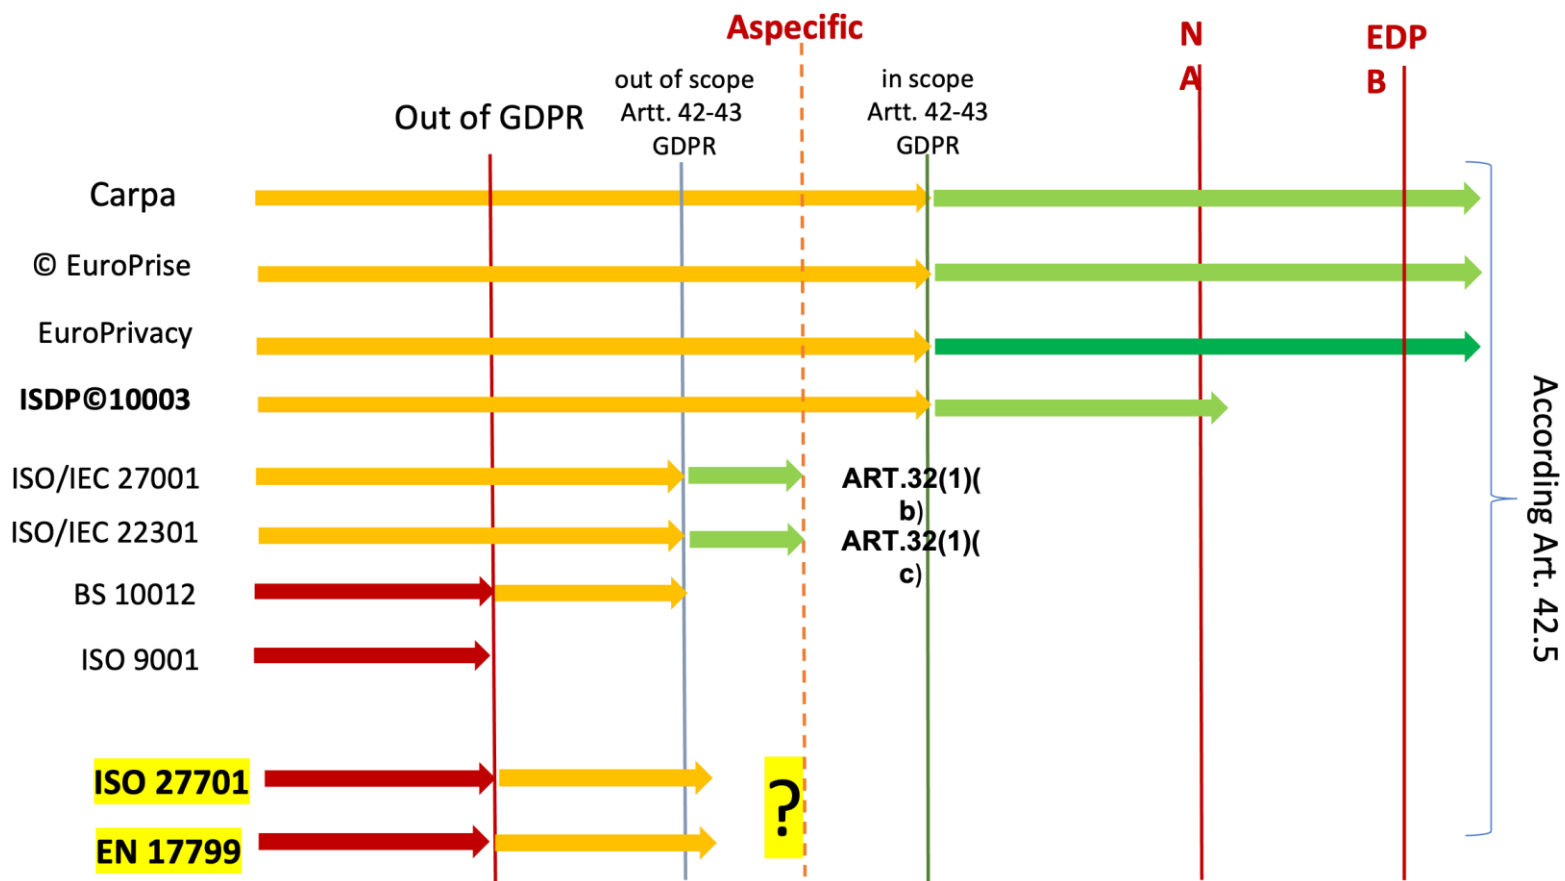 Aspecific
N
A
EDP
B
out of scope
Artt. 42-43
GDPR
in scope
Artt. 42-43
GDPR
Out of GDPR
Carpa
© EuroPrise
EuroPrivacy
ISDP©10003
ISO/IEC 27001
ART.32(1)(
b)
ISO/IEC 22301
ART.32(1)(
c)
BS 10012
ISO 9001
ISO 27701
?
EN 17799
According Art. 42.5